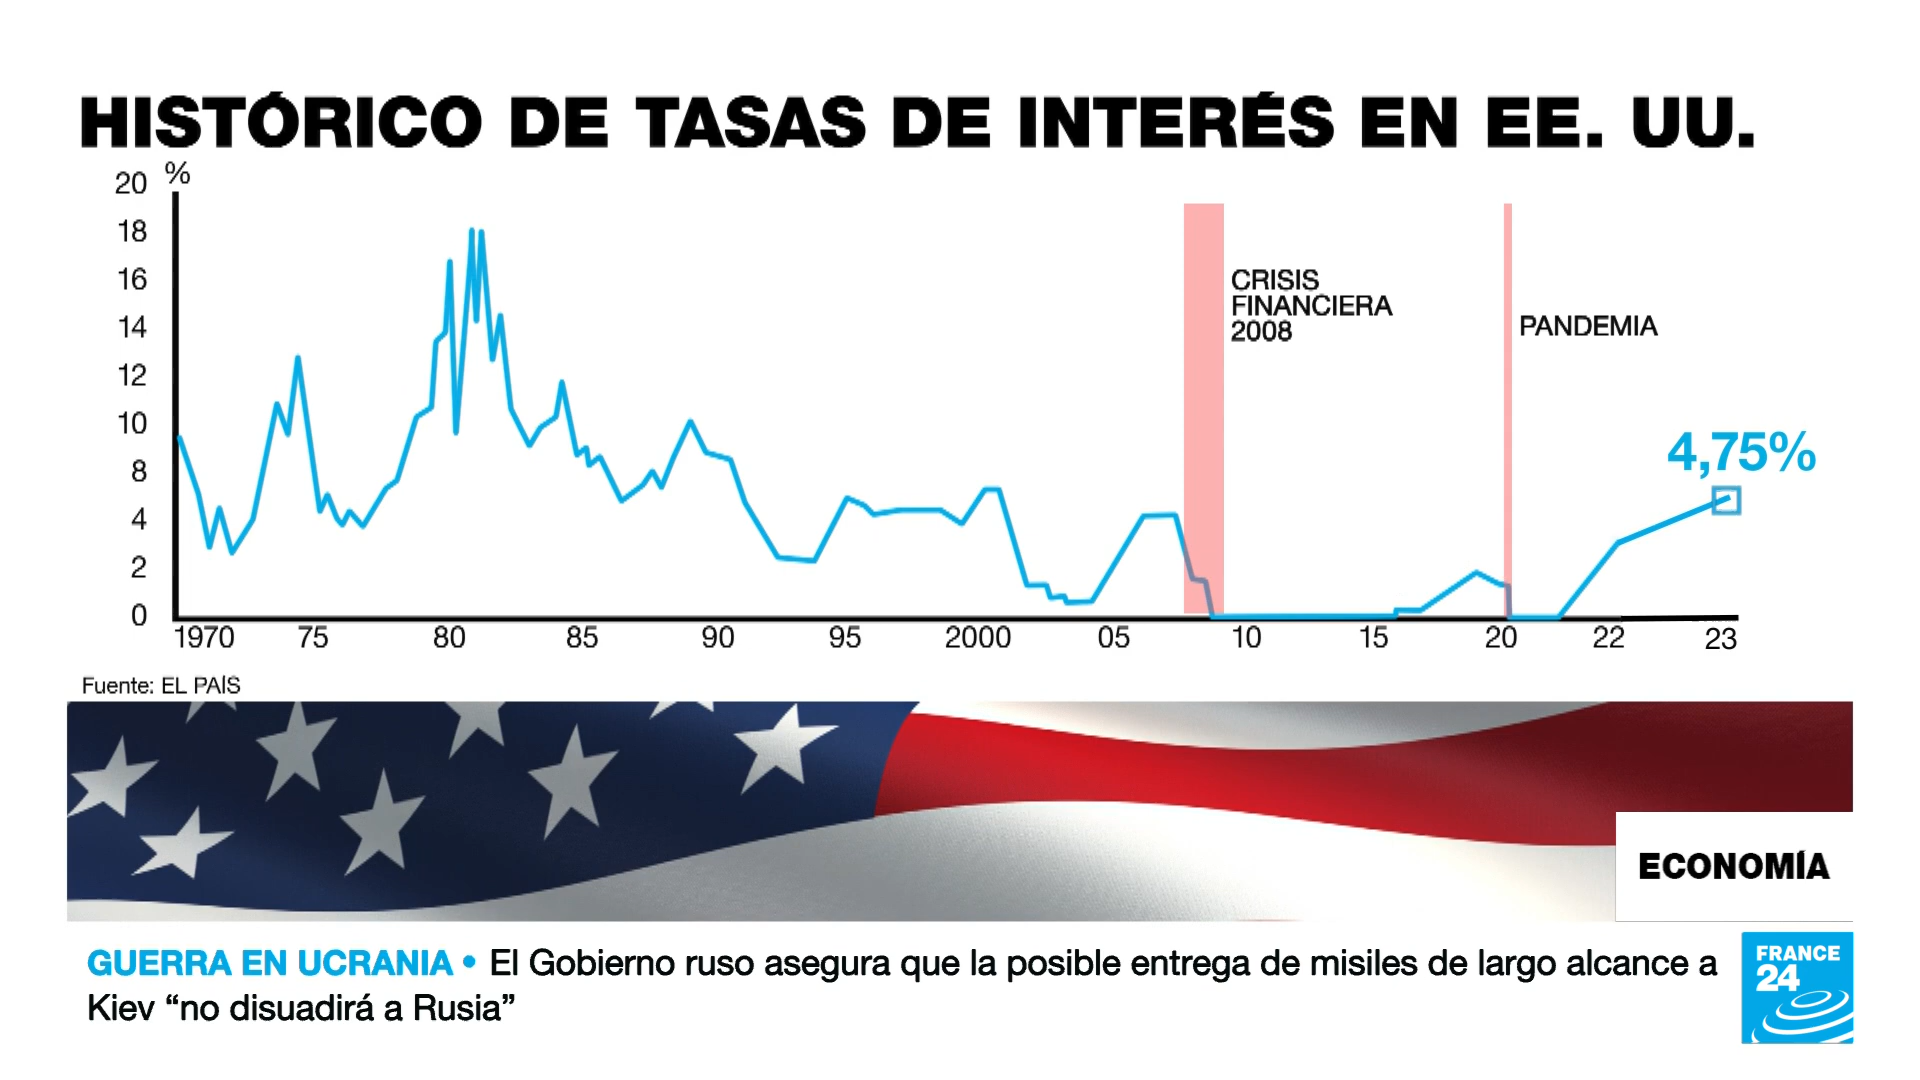 HISTÓRICO DE TASAS DE INTERÉS EN EE. UU.
%
20
18
16
14
12
10
8
6
4
2
0
CRISIS
FINANCIERA
2008
PANDEMIA
4,75%
1970 75 80 85 90 95 2000 05 10 15 20 22 23
Fuente: EL PAÍS
ECONOMÍA
GUERRA EN UCRANIA • El Gobierno ruso asegura que la posible entrega de misiles de largo alcance a
Kiev “no disuadirá a Rusia”
FRANCE
24